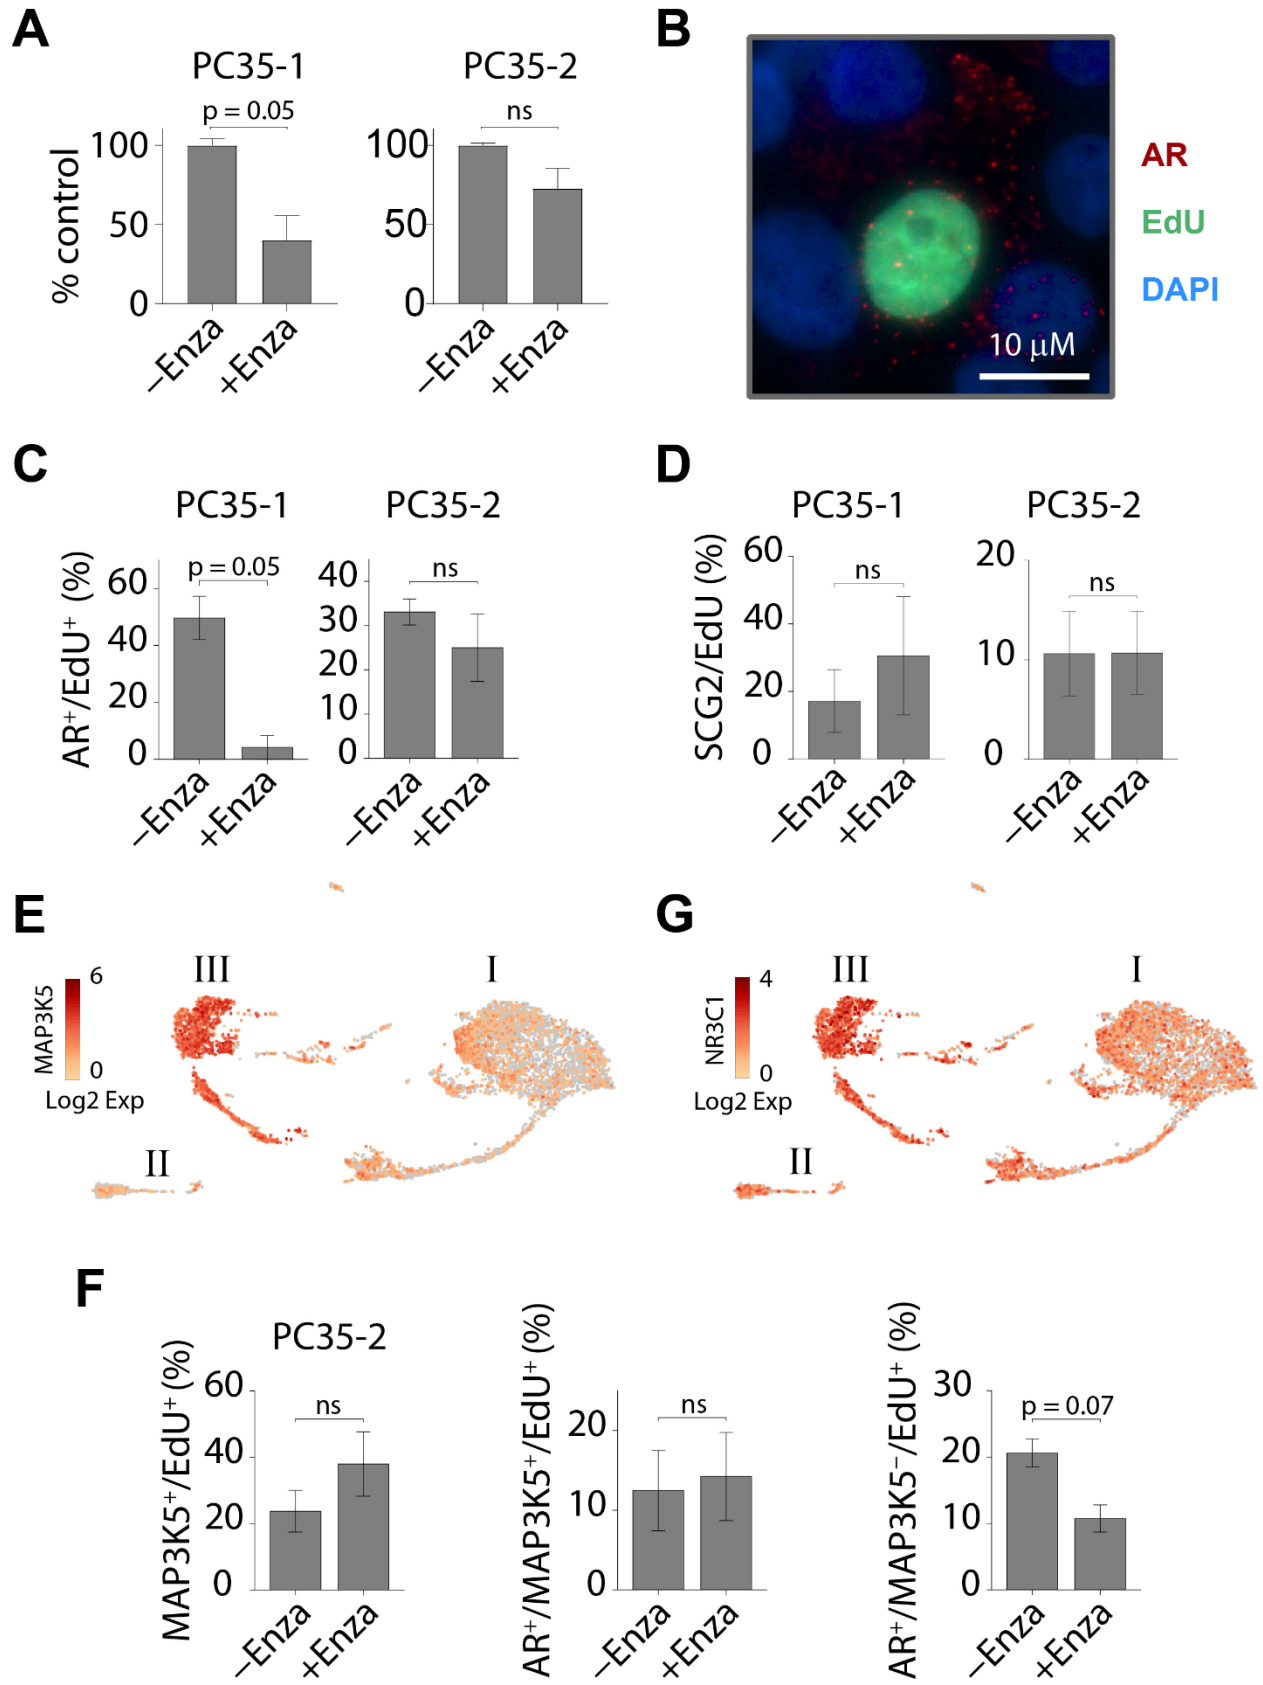 A
PC35-1
p = 0.05
% control
100
50
0
–Enza
+Enza
PC35-2
ns
100
50
0
–Enza
+Enza
B
10 µM
AR
EdU
DAPI
C
PC35-1
p = 0.05
AR⁺/EdU⁺ (%)
60
40
20
0
–Enza
+Enza
PC35-2
ns
40
30
20
10
0
–Enza
+Enza
D
PC35-1
ns
SCG2/EdU (%)
60
40
20
0
–Enza
+Enza
PC35-2
ns
20
10
0
–Enza
+Enza
E
MAP3K5
6
0
Log2 Exp
III
I
II
G
NR3C1
4
0
Log2 Exp
III
I
II
F
PC35-2
MAP3K5⁺/EdU⁺ (%)
ns
60
40
20
0
–Enza
+Enza
AR⁺/MAP3K5⁺/EdU⁺ (%)
ns
20
10
0
–Enza
+Enza
AR⁺/MAP3K5⁻/EdU⁺ (%)
p = 0.07
30
20
10
0
–Enza
+Enza